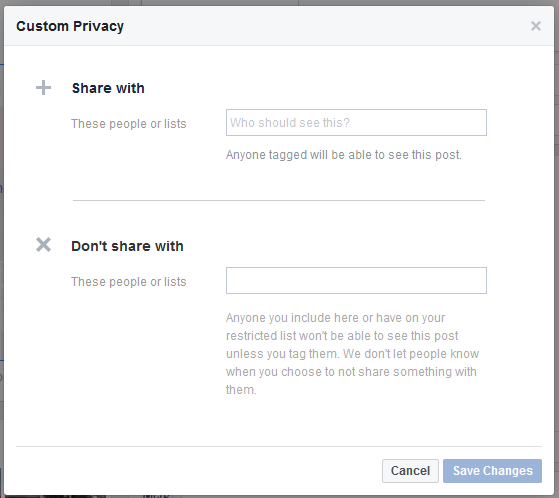 Custom Privacy
Share with
These people or lists
Who should see this?
Anyone tagged will be able to see this post.
Don't share with
These people or lists
Anyone you include here or have on your
restricted list won't be able to see this post
unless you tag them. We don't let people know
when you choose to not share something with
them.
Cancel
Save Changes